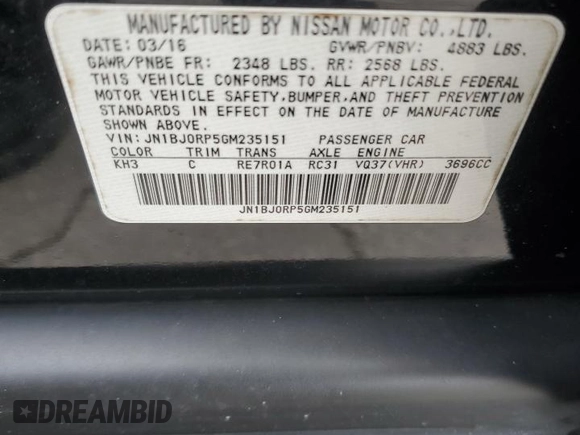 MANUFACTURED BY NISSAN MOTOR CO.,LTD.
DATE: 03/16 GVWR/PNBV: 4883 LBS.
GAWR/PNBE FR: 2348 LBS. RR: 2568 LBS.
THIS VEHICLE CONFORMS TO ALL APPLICABLE FEDERAL
MOTOR VEHICLE SAFETY, BUMPER, AND THEFT PREVENTION
STANDARDS IN EFFECT ON THE DATE OF MANUFACTURE
SHOWN ABOVE.
VIN: JN1BJ0RP5GM235151 PASSENGER CAR
COLOR TRIM TRANS AXLE ENGINE
KH3 C RE7R01A RC31 VQ37(VHR) 3696CC
JN1BJ0RP5GM235151
DREAMBID